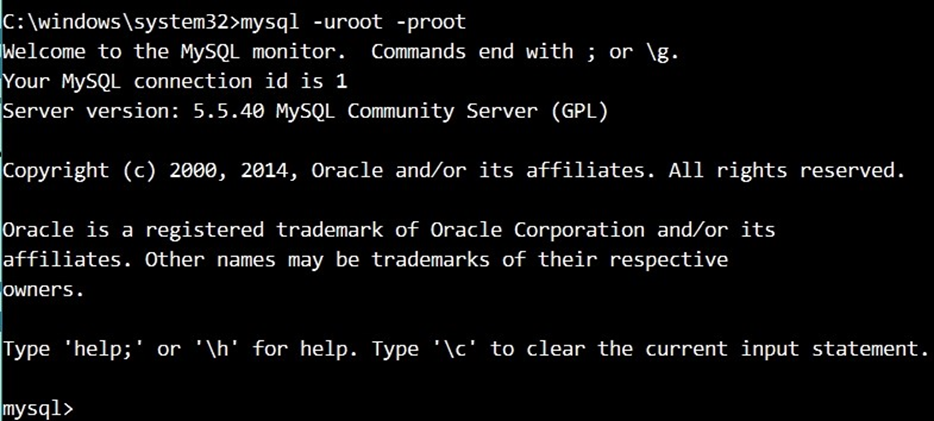 C:\windows\system32>mysql -uroot -proot
Welcome to the MySQL monitor.  Commands end with ; or \g.
Your MySQL connection id is 1
Server version: 5.5.40 MySQL Community Server (GPL)

Copyright (c) 2000, 2014, Oracle and/or its affiliates. All rights reserved.

Oracle is a registered trademark of Oracle Corporation and/or its
affiliates. Other names may be trademarks of their respective
owners.

Type 'help;' or '\h' for help. Type '\c' to clear the current input statement.

mysql>